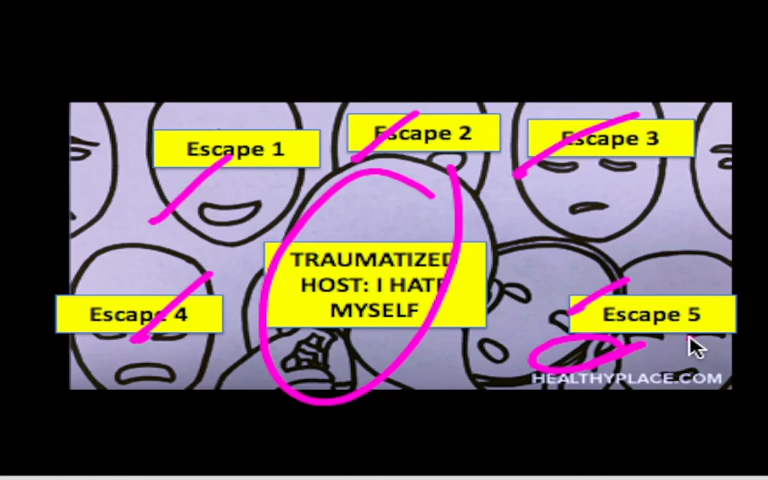 Escape 1
Escape 2
Escape 3
TRAUMATIZED
HOST: I HATE
MYSELF
Escape 4
Escape 5
HEALTHYPLACE.COM